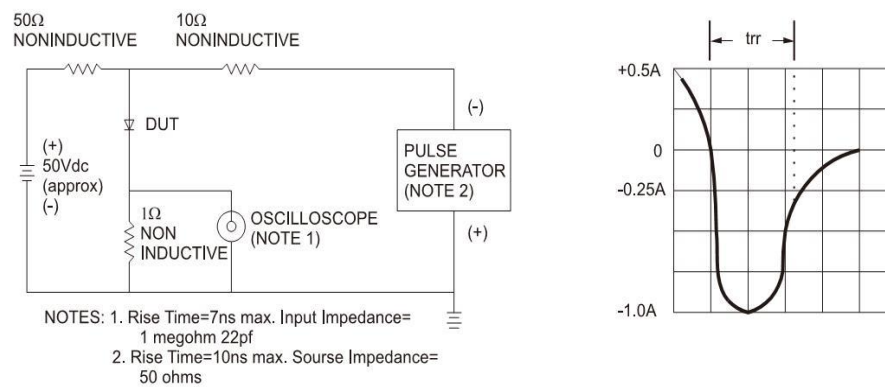 50Ω
NONINDUCTIVE
10Ω
NONINDUCTIVE
DUT
(+)
50Vdc
(approx)
(-)
1Ω
NON
INDUCTIVE
OSCILLOSCOPE
(NOTE 1)
(-)
PULSE
GENERATOR
(NOTE 2)
(+)
NOTES: 1. Rise Time=7ns max. Input Impedance=
1 megohm 22pf
2. Rise Time=10ns max. Sourse Impedance=
50 ohms
trr
+0.5A
0
-0.25A
-1.0A